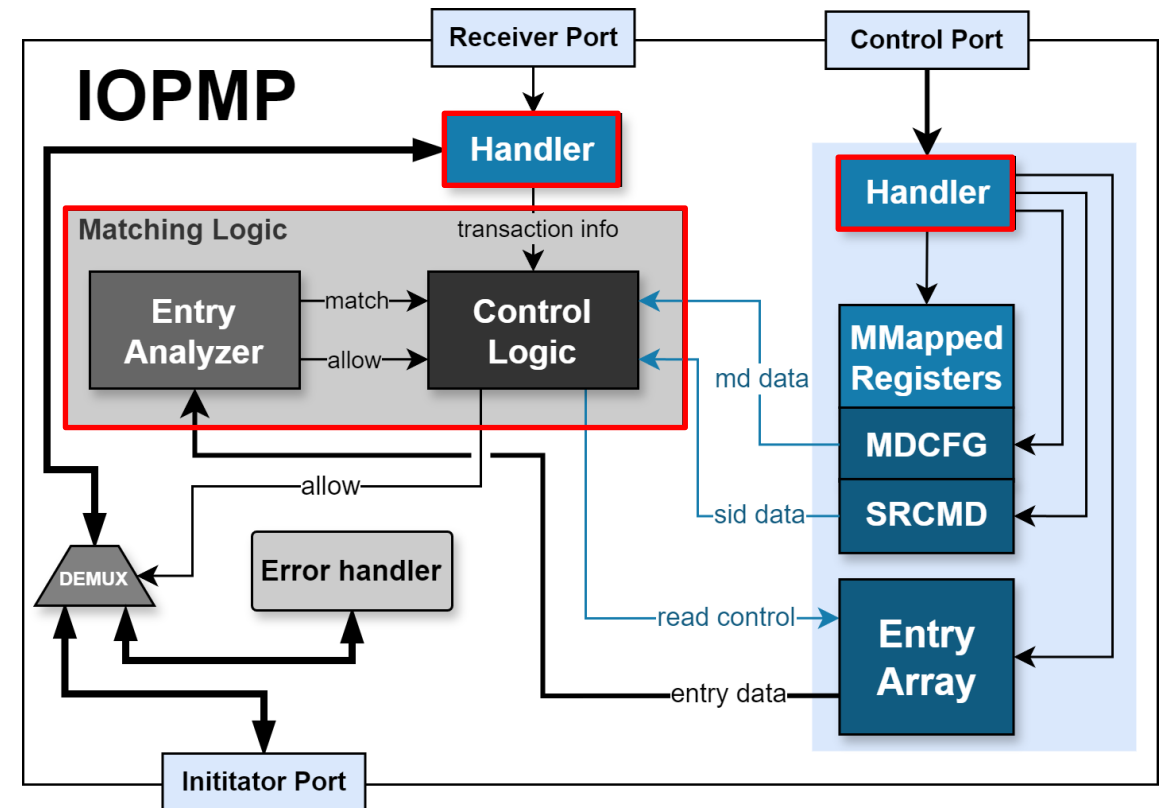 Receiver Port
Control Port
IOPMP
Handler
Handler
Matching Logic
transaction info
Entry
Analyzer
match
allow
Control
Logic
MMapped
Registers
md data
MDCFG
allow
sid data
SRCMD
DEMUX
Error handler
read control
Entry
Array
entry data
Inititator Port